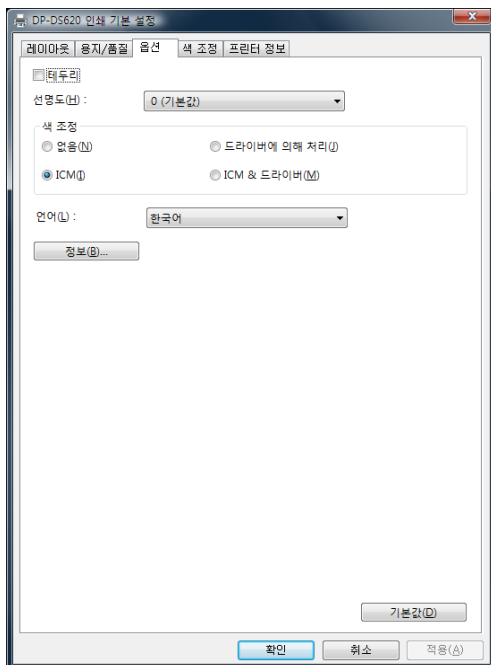 DP-DS620 인쇄 기본 설정
레이아웃 용지/품질 옵션 색 조정 프린터 정보
테두리
선명도(H) : 0 (기본값)
색 조정
없음(N) 드라이버에 의해 처리(J)
ICM(I) ICM & 드라이버(M)
언어(L) : 한국어
정보(B)...
기본값(D)
확인 취소 적용(A)